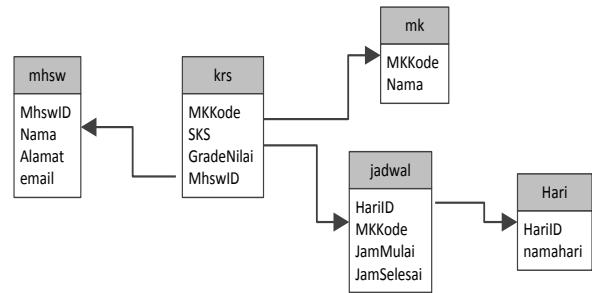 mhsw
MhswID
Nama
Alamat
email
krs
MKKode
SKS
GradeNilai
MhswID
mk
MKKode
Nama
jadwal
HariID
MKKode
JamMulai
JamSelesai
Hari
HariID
namahari